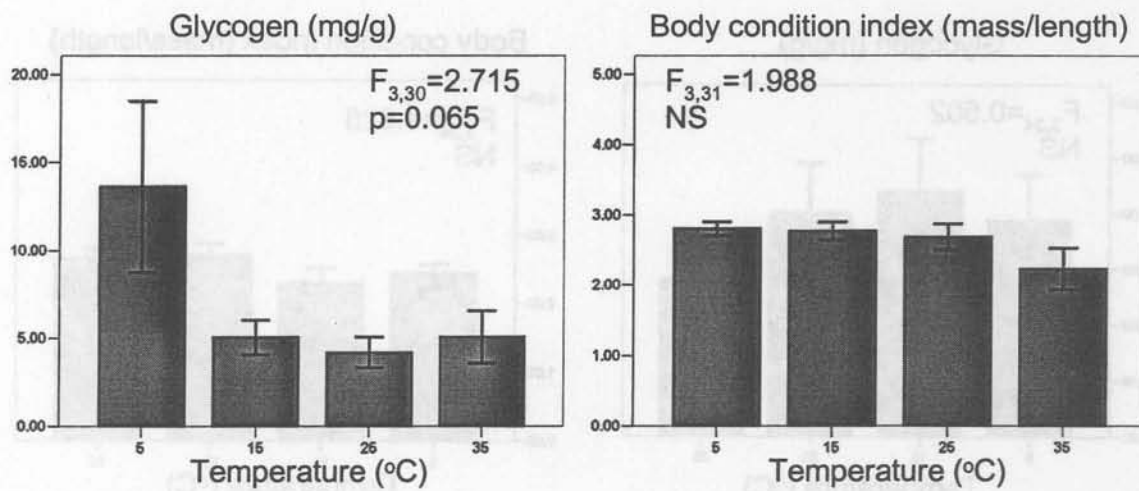 Glycogen (mg/g)
20.00
15.00
10.00
5.00
0.00
F3,30=2.715
p=0.065
5 15 26 35
Temperature (oC)
Body condition index (mass/length)
5.00
4.00
3.00
2.00
1.00
0.00
F3,31=1.988
NS
5 15 25 35
Temperature (oC)